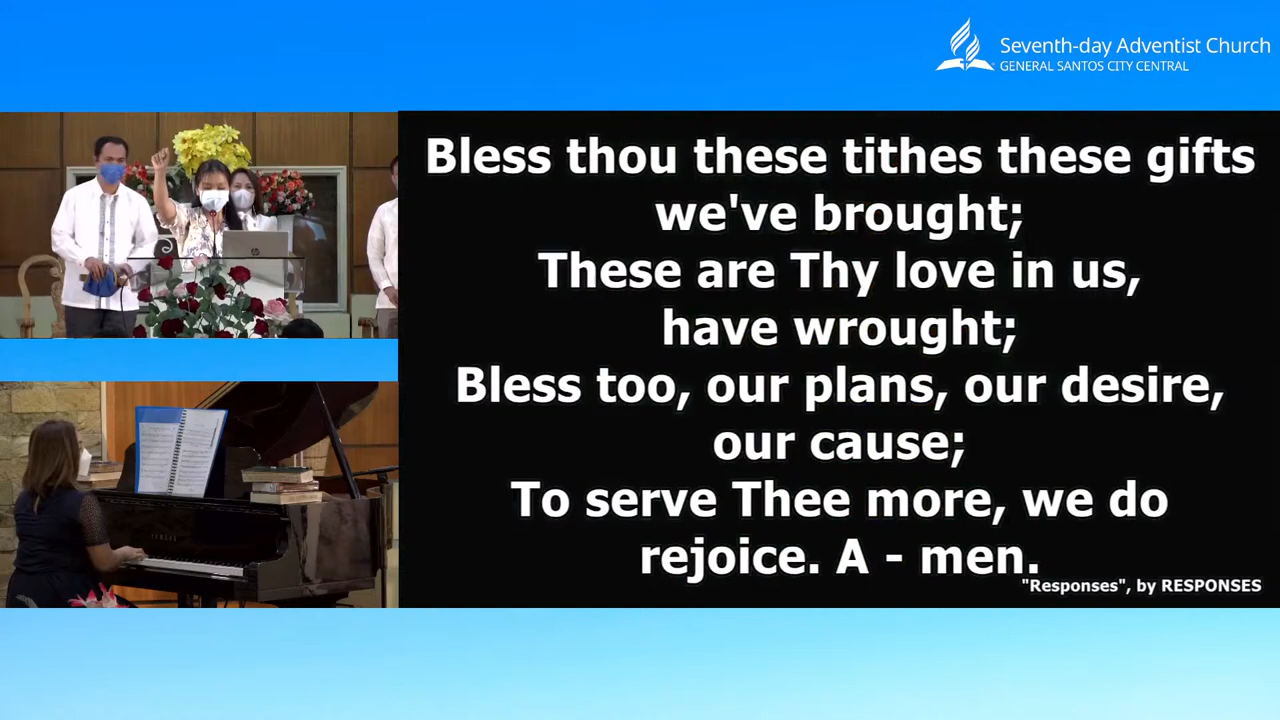 Seventh-day Adventist Church
GENERAL SANTOS CITY CENTRAL
Bless thou these tithes these gifts
we've brought;
These are Thy love in us,
have wrought;
Bless too, our plans, our desire,
our cause;
To serve Thee more, we do
rejoice. A - men.
"Responses", by RESPONSES
hp
YAMAHA